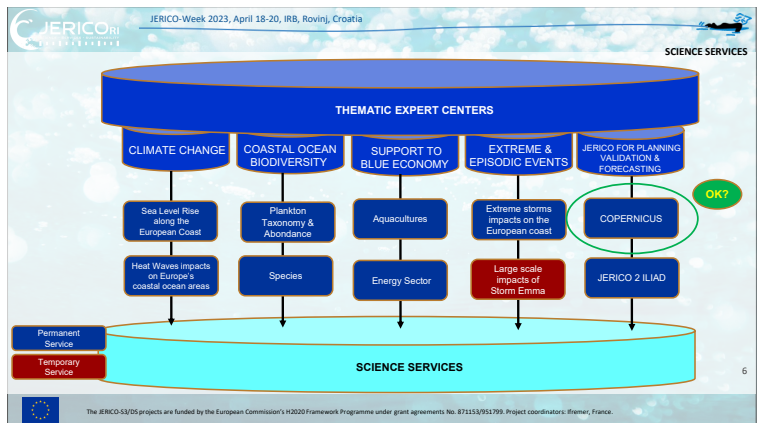 JERICO RI
JERICO-Week 2023, April 18-20, IRB, Rovinj, Croatia
SCIENCE SERVICES
THEMATIC EXPERT CENTERS
CLIMATE CHANGE
COASTAL OCEAN
BIODIVERSITY
SUPPORT TO
BLUE ECONOMY
EXTREME &
EPISODIC EVENTS
JERICO FOR PLANNING
VALIDATION &
FORECASTING
OK?
Sea Level Rise
along the
European Coast
Plankton
Taxonomy &
Abondance
Aquacultures
Extreme storms
impacts on the
European coast
COPERNICUS
Heat Waves impacts
on Europe's
coastal ocean areas
Species
Energy Sector
Large scale
impacts of
Storm Emma
JERICO 2 ILIAD
Permanent
Service
Temporary
Service
SCIENCE SERVICES
6
The JERICO-S3/DS projects are funded by the European Commission's H2020 Framework Programme under grant agreements No. 871153/951799. Project coordinators: Ifremer, France.